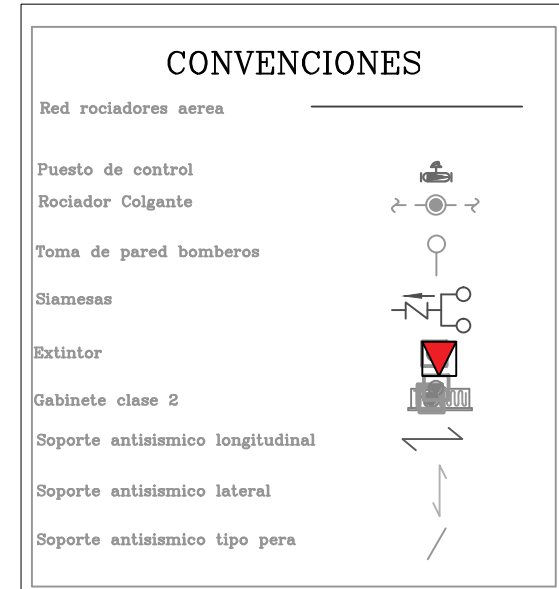 CONVENCIONES
Red rociadores aerea
Puesto de control
Rociador Colgante
Toma de pared bomberos
Siamesas
Extintor
Gabinete clase 2
Soporte antisismico longitudinal
Soporte antisismico lateral
Soporte antisismico tipo pera